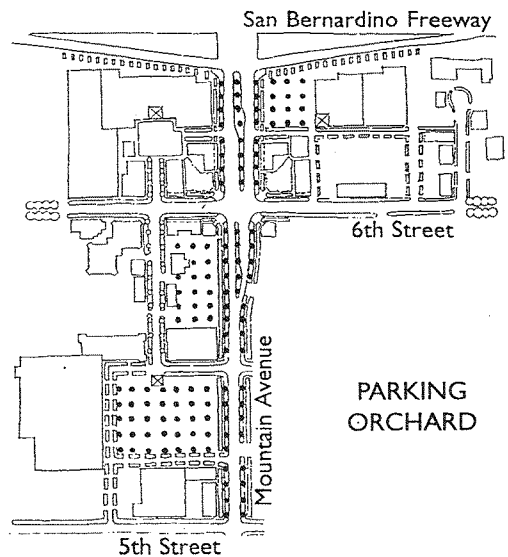 San Bernardino Freeway
6th Street
Mountain Avenue
PARKING
ORCHARD
5th Street